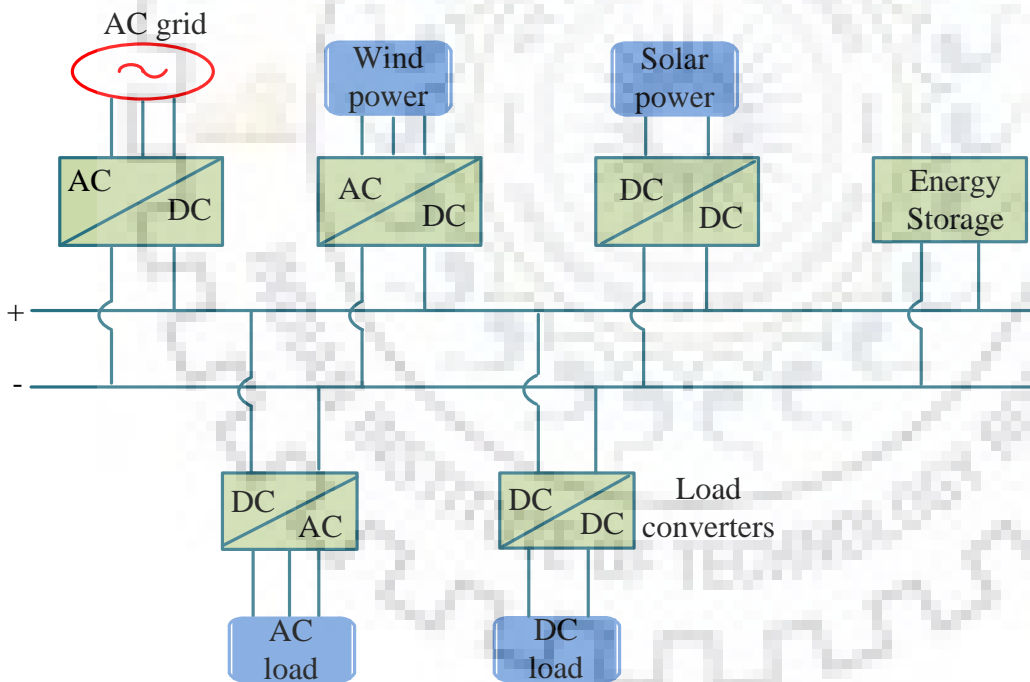 AC grid
Wind
power
Solar
power
AC
DC
AC
DC
DC
DC
Energy
Storage
+
-
DC
AC
DC
DC
Load
converters
AC
load
DC
load